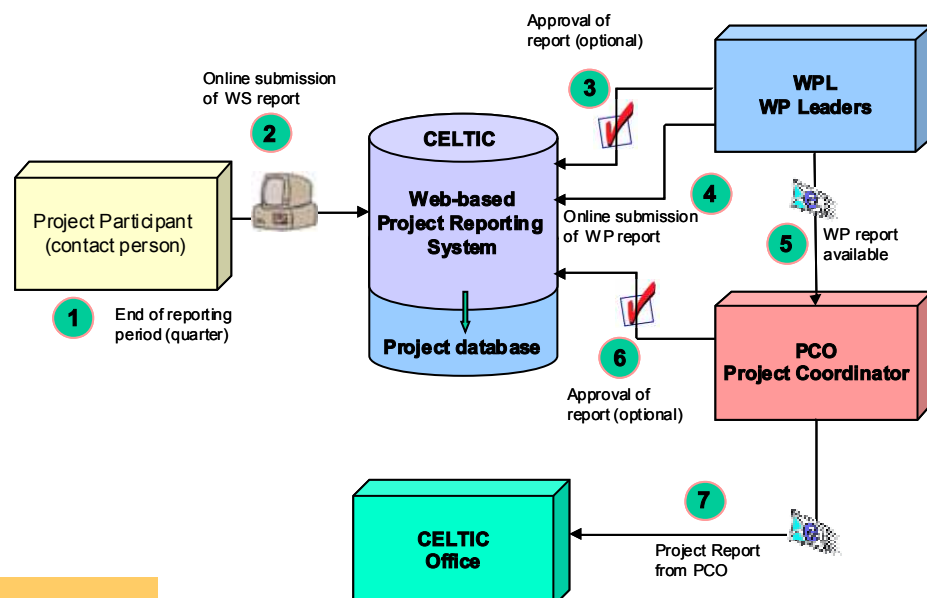 Approval of
report (optional)
3
WPL
WP Leaders
Online submission
of WS report
2
CELTIC
Web-based
Project Reporting
System
4
Online submission
of WP report
Project Participant
(contact person)
5
WP report
available
1
End of reporting
period (quarter)
Project database
6
Approval of
report (optional)
PCO
Project Coordinator
7
CELTIC
Office
Project Report
from PCO